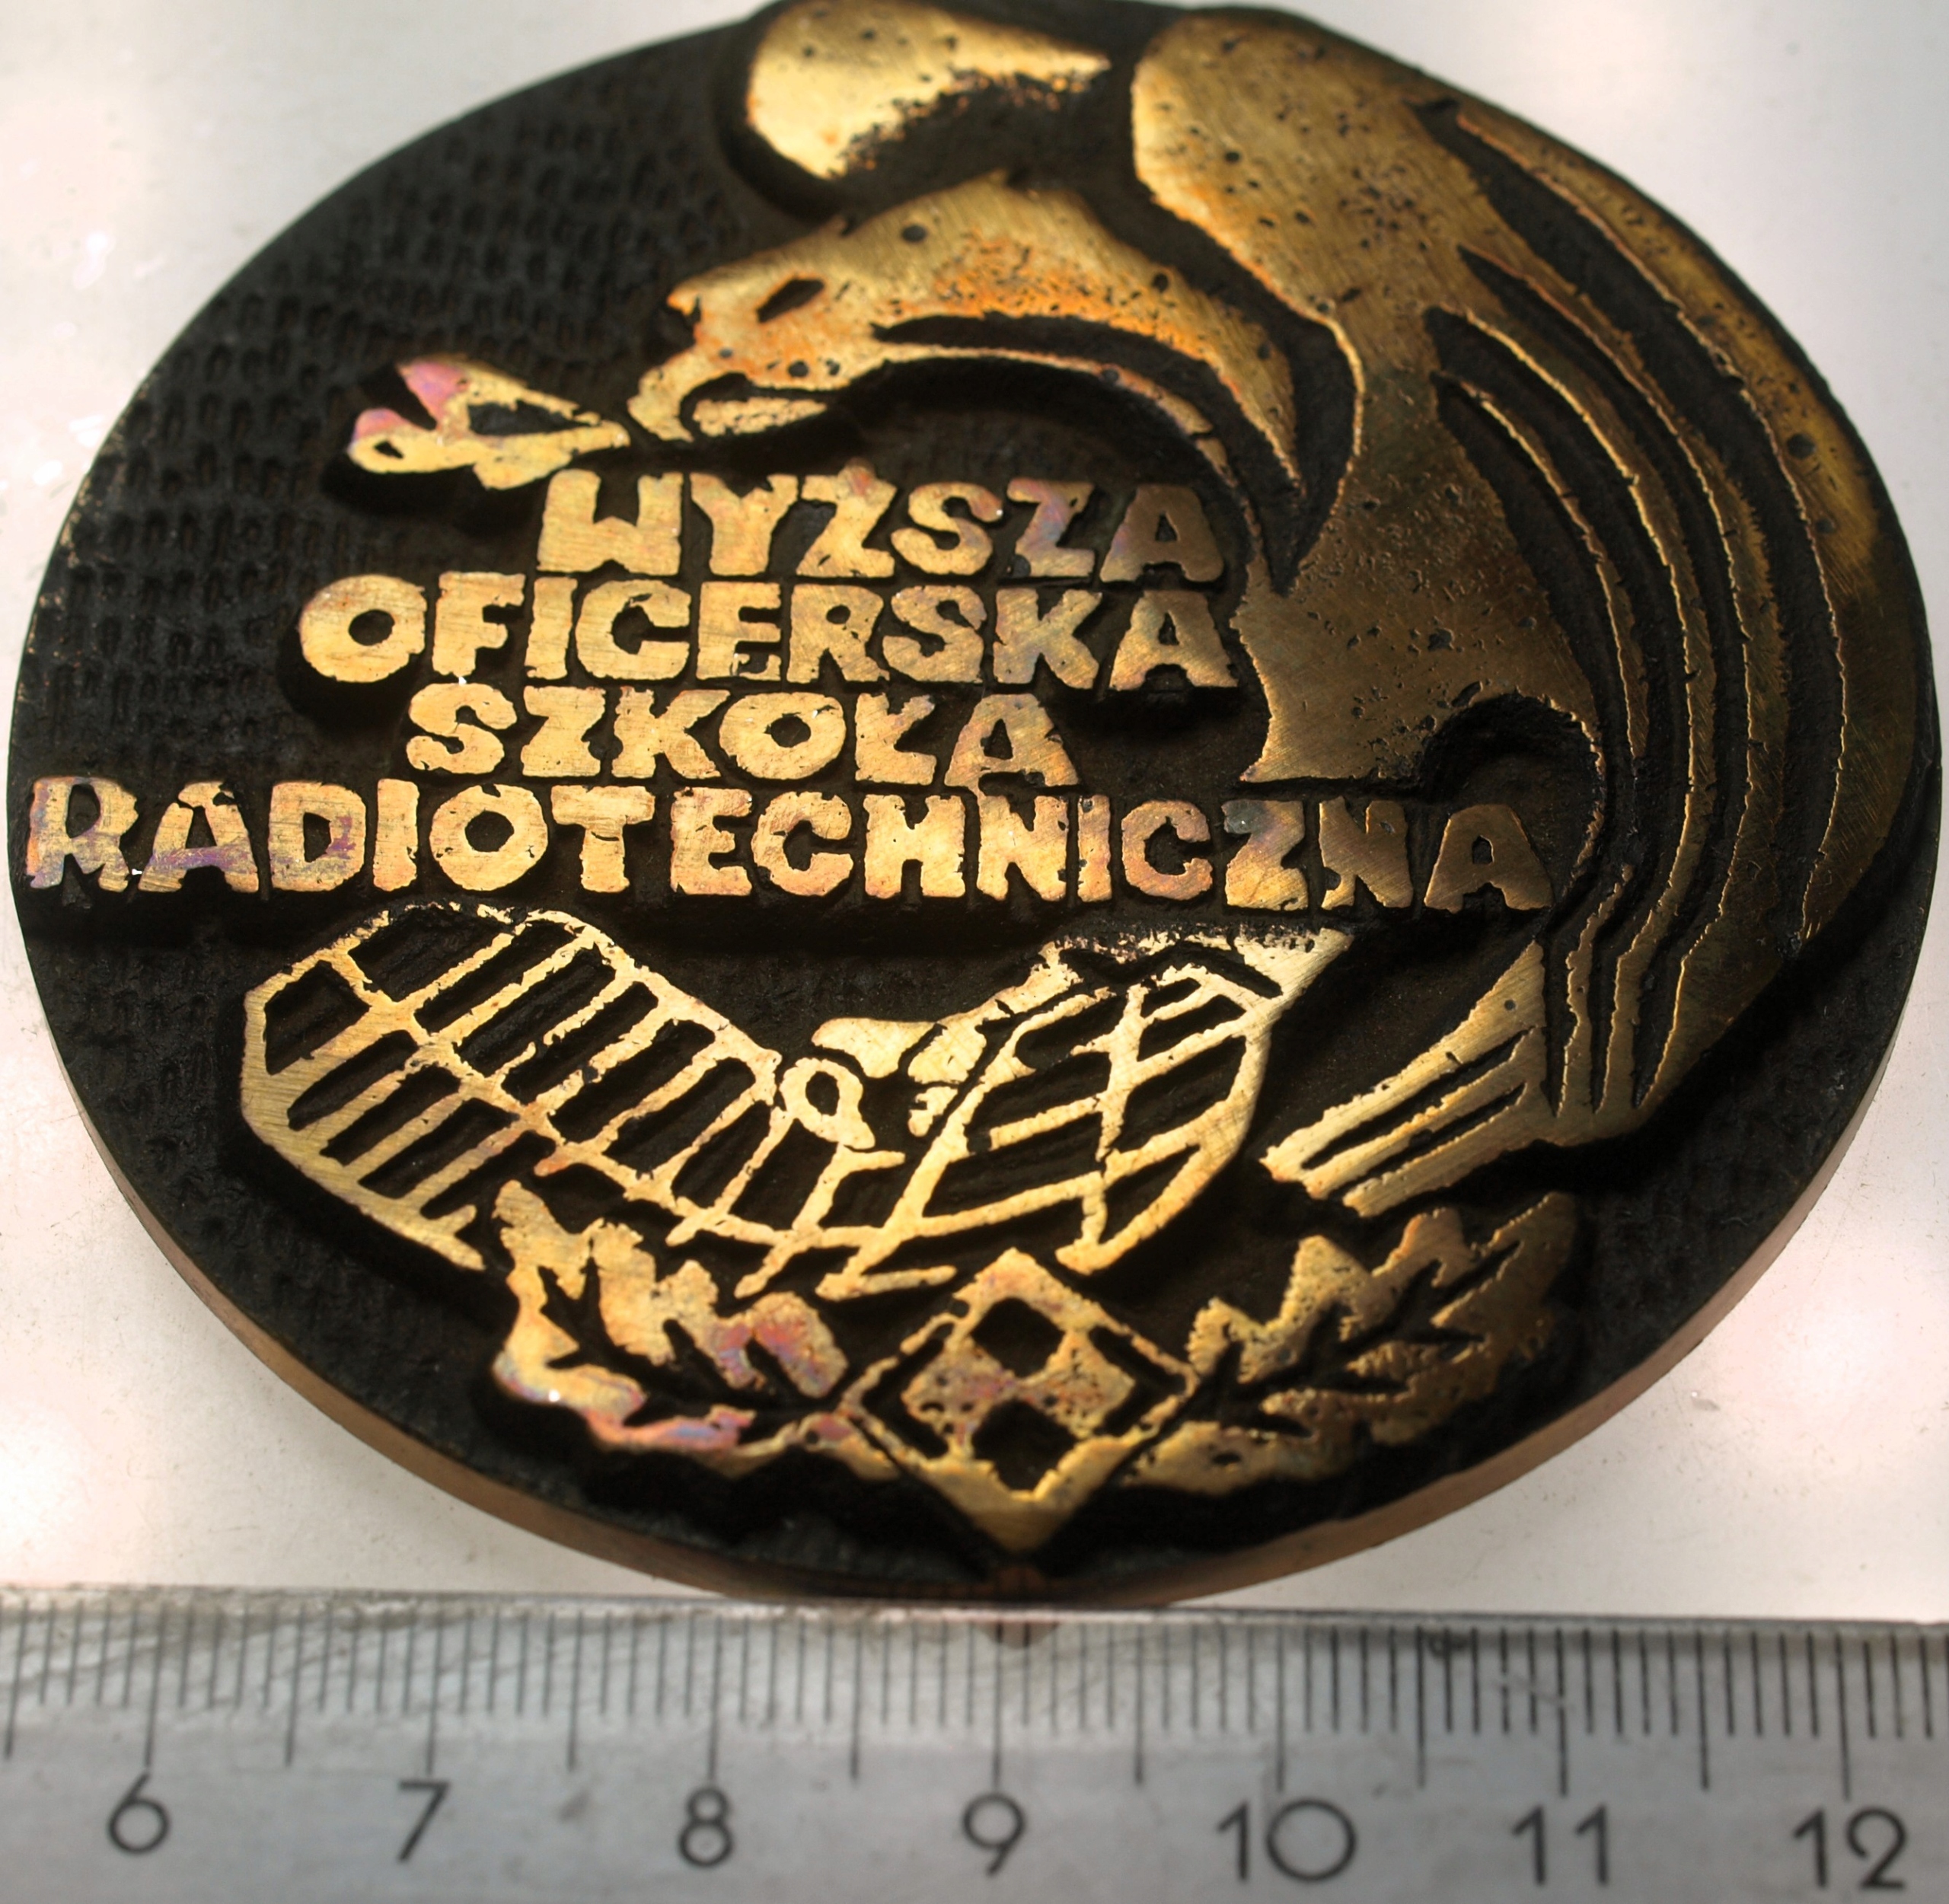 WYŻSZA
OFICERSKA
SZKOŁA
RADIOTECHNICZNA
6 7 8 9 10 11 12